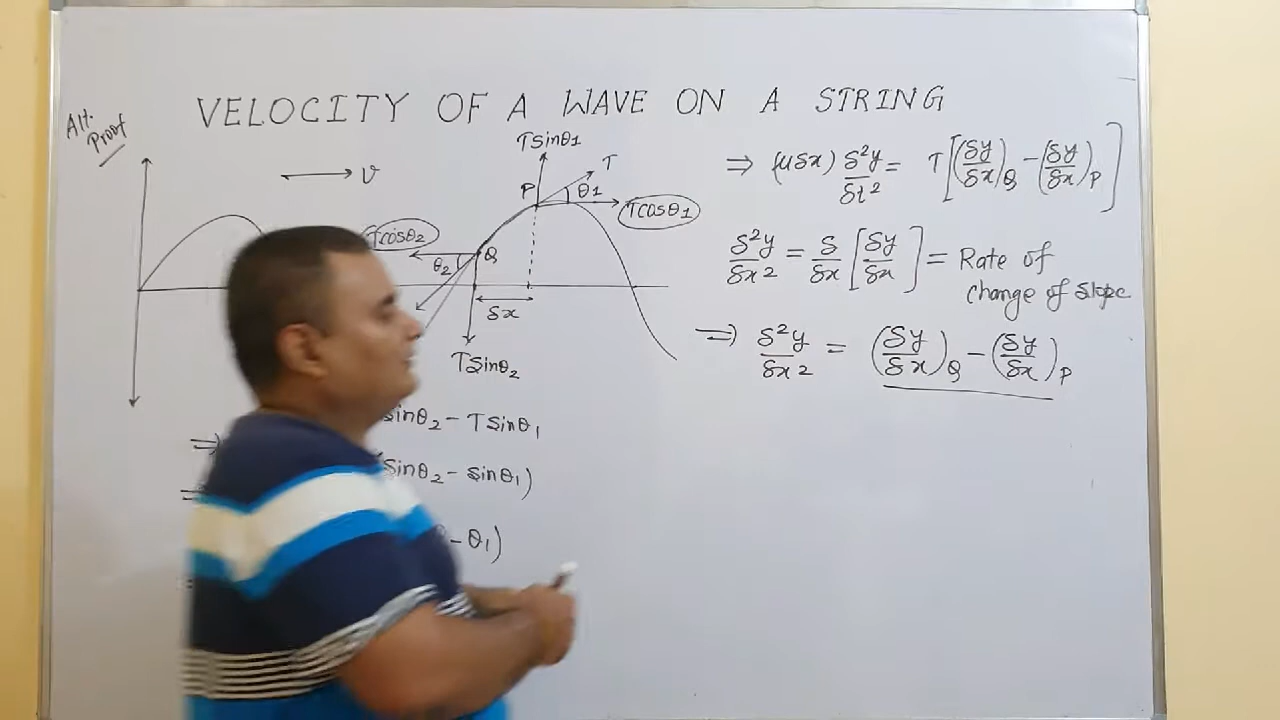 VELOCITY OF A WAVE ON A STRING
Alt.
Proof
v
Tsinθ1
T
P
θ1
Tcosθ1
Tcosθ2
θ2
Q
δx
Tsinθ2
⇒ sinθ2 - Tsinθ1
(sinθ2 - sinθ1)
- θ1)
⇒ (μδx) δ²y/δt² = T[(δy/δx)Q - (δy/δx)P]
δ²y/δx² = δ/δx [δy/δx] = Rate of
change of slope
⇒ δ²y/δx² = (δy/δx)Q - (δy/δx)P